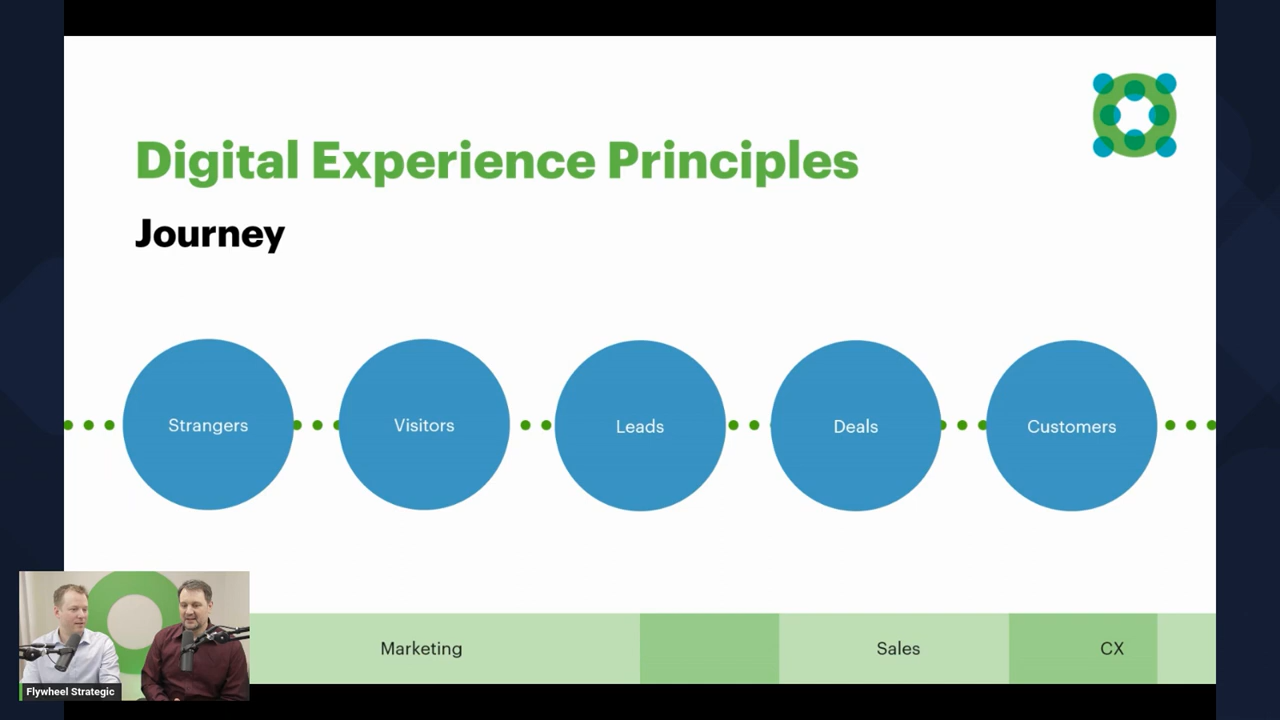 Digital Experience Principles
Journey
Strangers
Visitors
Leads
Deals
Customers
Marketing
Sales
CX
Flywheel Strategic